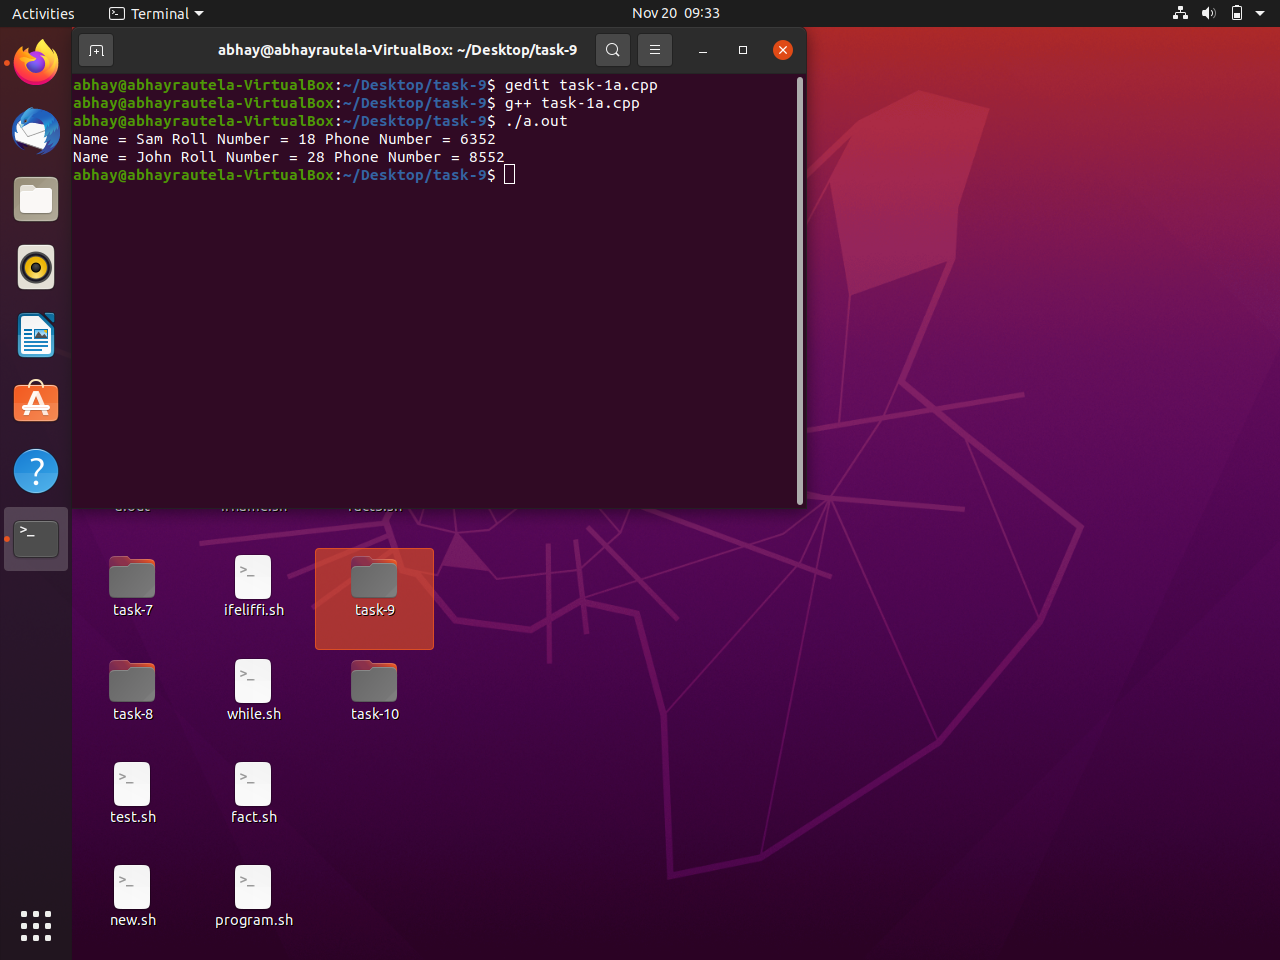 Activities Terminal Nov 20 09:33
abhay@abhayrautela-VirtualBox: ~/Desktop/task-9
abhay@abhayrautela-VirtualBox:~/Desktop/task-9$ gedit task-1a.cpp
abhay@abhayrautela-VirtualBox:~/Desktop/task-9$ g++ task-1a.cpp
abhay@abhayrautela-VirtualBox:~/Desktop/task-9$ ./a.out
Name = Sam Roll Number = 18 Phone Number = 6352
Name = John Roll Number = 28 Phone Number = 8552
abhay@abhayrautela-VirtualBox:~/Desktop/task-9$
task-7 ifeliffi.sh task-9
task-8 while.sh task-10
test.sh fact.sh
new.sh program.sh